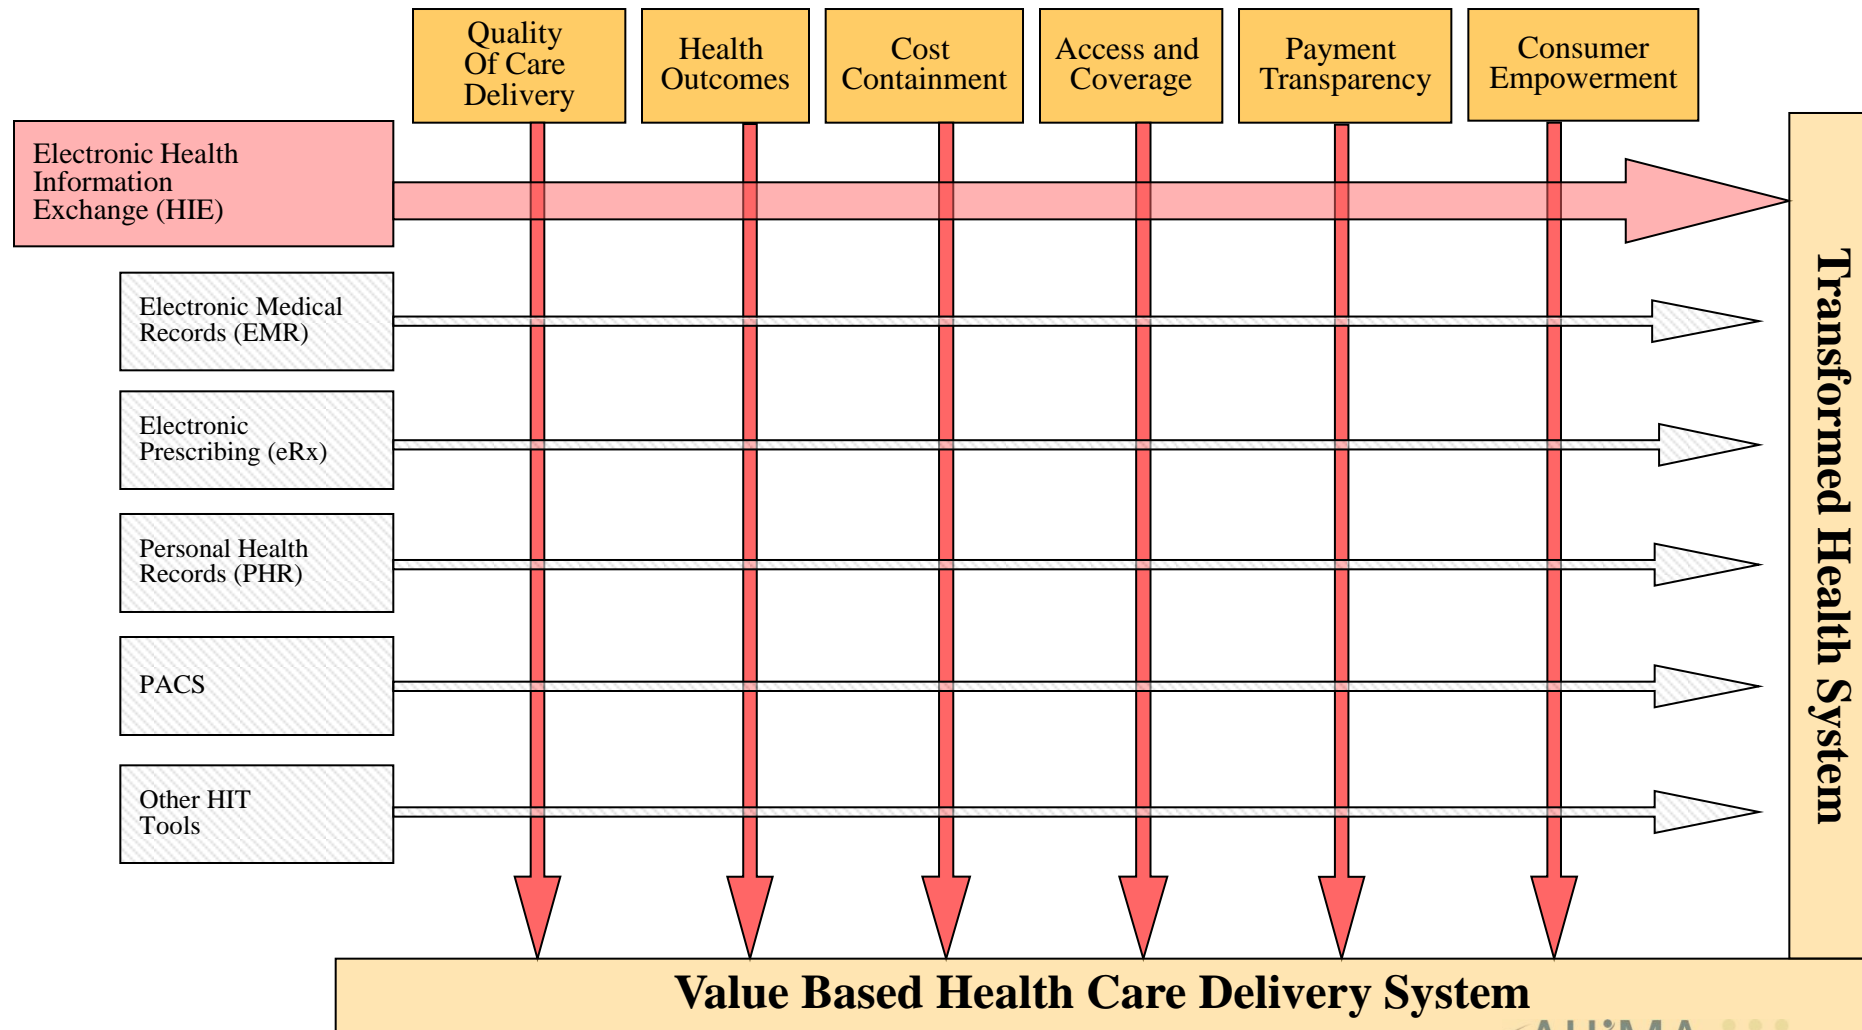 Quality
Of Care
Delivery
Health
Outcomes
Cost
Containment
Access and
Coverage
Payment
Transparency
Consumer
Empowerment
Electronic Health
Information
Exchange (HIE)
Electronic Medical
Records (EMR)
Electronic
Prescribing (eRx)
Personal Health
Records (PHR)
PACS
Other HIT
Tools
Transformed Health System
Value Based Health Care Delivery System